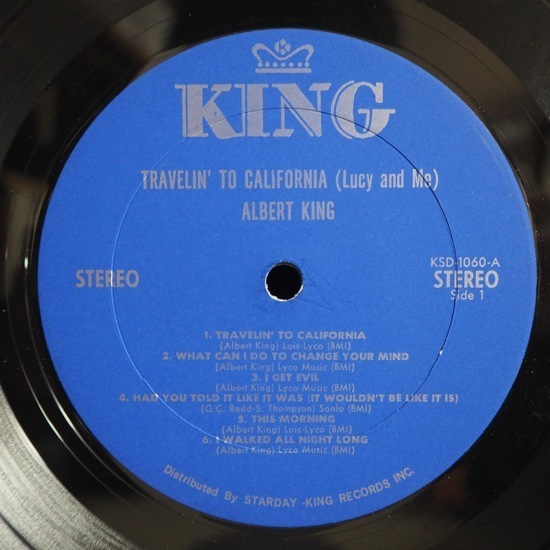 K
KING
TRAVELIN' TO CALIFORNIA (Lucy and Me)
ALBERT KING
STEREO
KSD-1060-A
STEREO
Side 1
1. TRAVELIN' TO CALIFORNIA
(Albert King) Lois-Lyco (BMI)
2. WHAT CAN I DO TO CHANGE YOUR MIND
(Albert King) Lyco Music (BMI)
3. I GET EVIL
(Albert King) Lyco Music (BMI)
4. HAD YOU TOLD IT LIKE IT WAS (IT WOULDN'T BE LIKE IT IS)
(G.C. Redd-S. Thompson) Sonlo (BMI)
5. THIS MORNING
(Albert King) Lois-Lyco (BMI)
6. I WALKED ALL NIGHT LONG
(Albert King) Lyco Music (BMI)
Distributed By STARDAY -KING RECORDS INC.